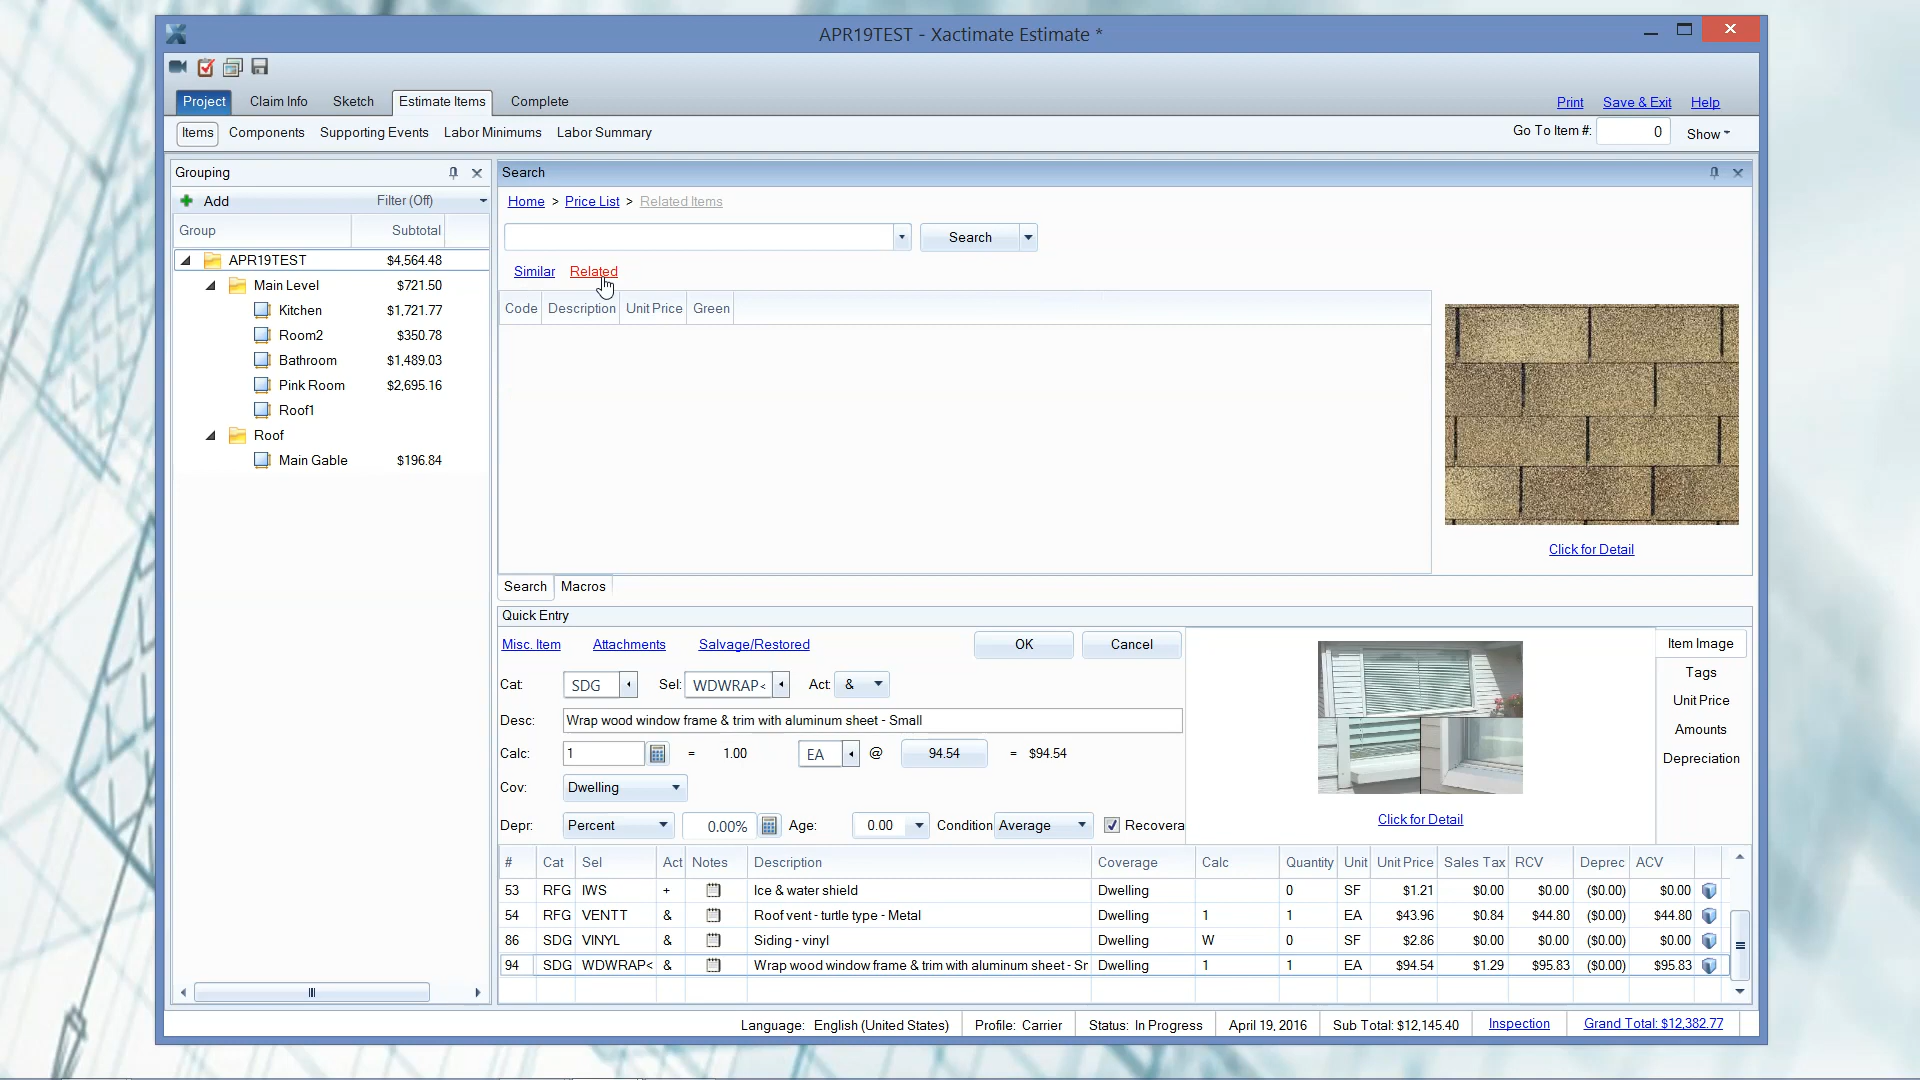 APR19TEST - Xactimate Estimate *
Project Claim Info Sketch Estimate Items Complete
Print Save & Exit Help
Items Components Supporting Events Labor Minimums Labor Summary
Go To Item #: 0 Show
Grouping
Add Filter (Off)
Group Subtotal
APR19TEST $4,564.48
Main Level $721.50
Kitchen $1,721.77
Room2 $350.78
Bathroom $1,489.03
Pink Room $2,695.16
Roof1
Roof
Main Gable $196.84
Search
Home > Price List > Related Items
Search
Similar Related
Code Description Unit Price Green
Click for Detail
Search Macros
Quick Entry
Misc. Item Attachments Salvage/Restored OK Cancel
Cat: SDG Sel: WDWRAP< Act: &
Desc: Wrap wood window frame & trim with aluminum sheet - Small
Calc: 1 = 1.00 EA @ 94.54 = $94.54
Cov: Dwelling
Depr: Percent 0.00% Age: 0.00 Condition Average Recovera
Click for Detail
Item Image
Tags
Unit Price
Amounts
Depreciation
# Cat Sel Act Notes Description Coverage Calc Quantity Unit Unit Price Sales Tax RCV Deprec ACV
53 RFG IWS + Ice & water shield Dwelling 0 SF $1.21 $0.00 $0.00 ($0.00) $0.00
54 RFG VENTT & Roof vent - turtle type - Metal Dwelling 1 1 EA $43.96 $0.84 $44.80 ($0.00) $44.80
86 SDG VINYL & Siding - vinyl Dwelling W 0 SF $2.86 $0.00 $0.00 ($0.00) $0.00
94 SDG WDWRAP< & Wrap wood window frame & trim with aluminum sheet - Sr Dwelling 1 1 EA $94.54 $1.29 $95.83 ($0.00) $95.83
Language: English (United States) Profile: Carrier Status: In Progress April 19, 2016 Sub Total: $12,145.40 Inspection Grand Total: $12,382.77